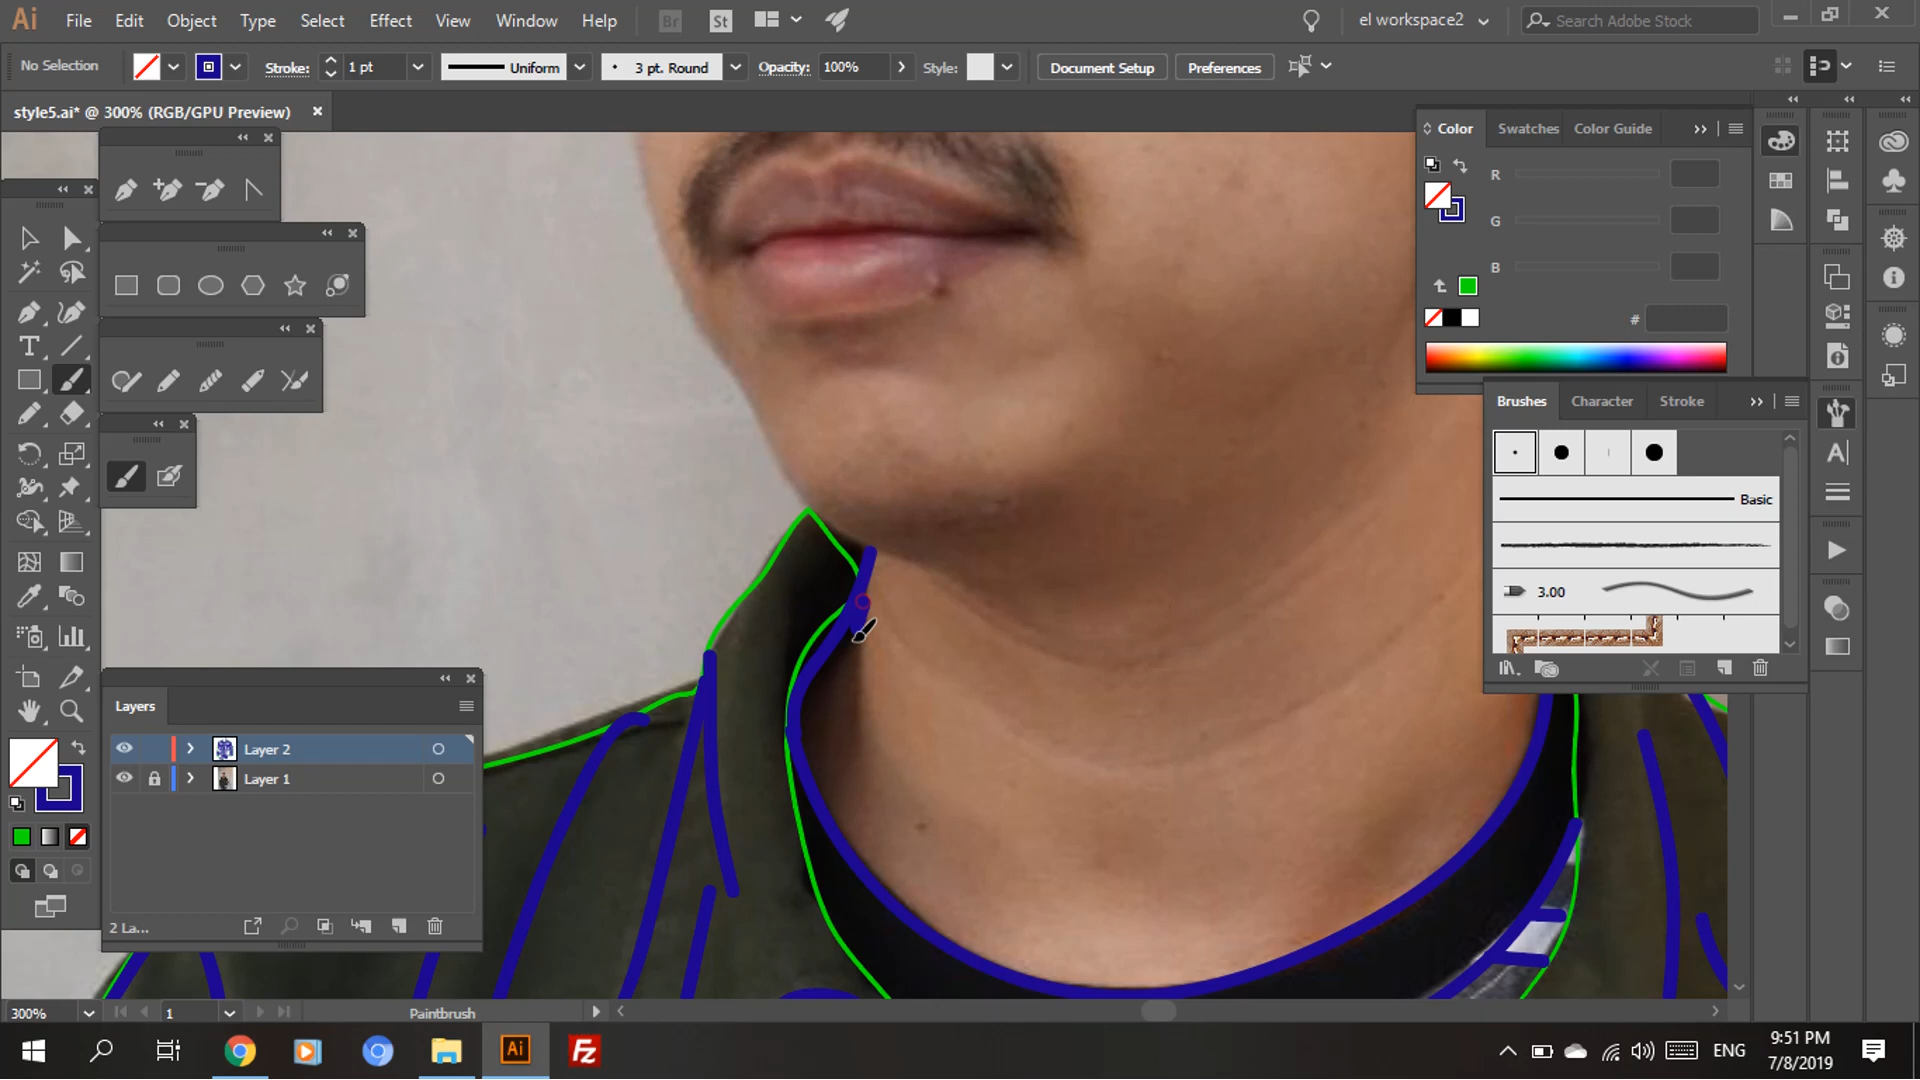 Ai File Edit Object Type Select Effect View Window Help Br St el workspace2 Search Adobe Stock
No Selection Stroke: 1 pt Uniform 3 pt. Round Opacity: 100% Style: Document Setup Preferences
style5.ai* @ 300% (RGB/GPU Preview)
Color Swatches Color Guide
R
G
B
#
Brushes Character Stroke
Basic
3.00
Layers
Layer 2
Layer 1
2 La...
300% 1 Paintbrush
Ai Fz ENG
9:51 PM
7/8/2019